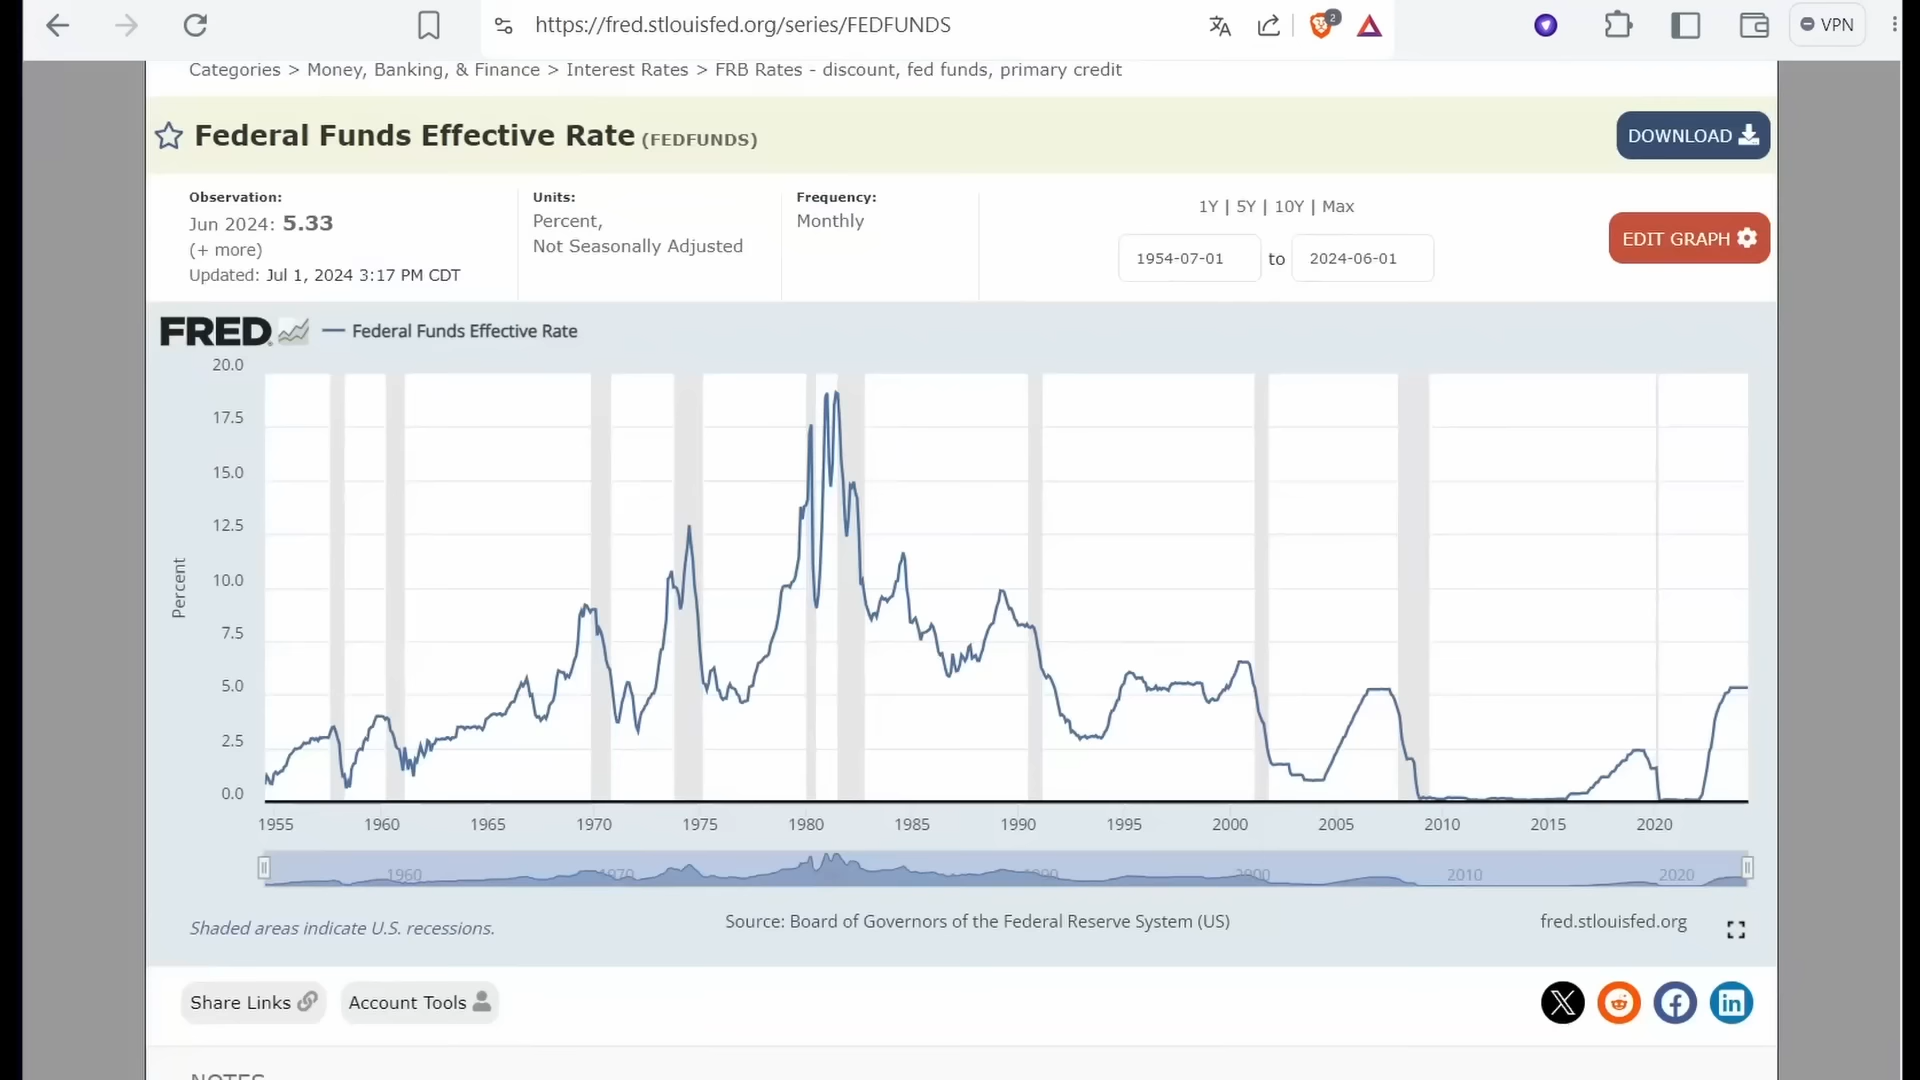 https://fred.stlouisfed.org/series/FEDFUNDS
2
VPN
Categories > Money, Banking, & Finance > Interest Rates > FRB Rates - discount, fed funds, primary credit
Federal Funds Effective Rate (FEDFUNDS)
DOWNLOAD
Observation:
Jun 2024: 5.33
(+ more)
Updated: Jul 1, 2024 3:17 PM CDT
Units:
Percent,
Not Seasonally Adjusted
Frequency:
Monthly
1Y | 5Y | 10Y | Max
1954-07-01 to 2024-06-01
EDIT GRAPH
FRED
Federal Funds Effective Rate
Percent
20.0
17.5
15.0
12.5
10.0
7.5
5.0
2.5
0.0
1955 1960 1965 1970 1975 1980 1985 1990 1995 2000 2005 2010 2015 2020
1960 1970 1990 2000 2010 2020
Shaded areas indicate U.S. recessions.
Source: Board of Governors of the Federal Reserve System (US)
fred.stlouisfed.org
Share Links
Account Tools
X
f
in
NOTES